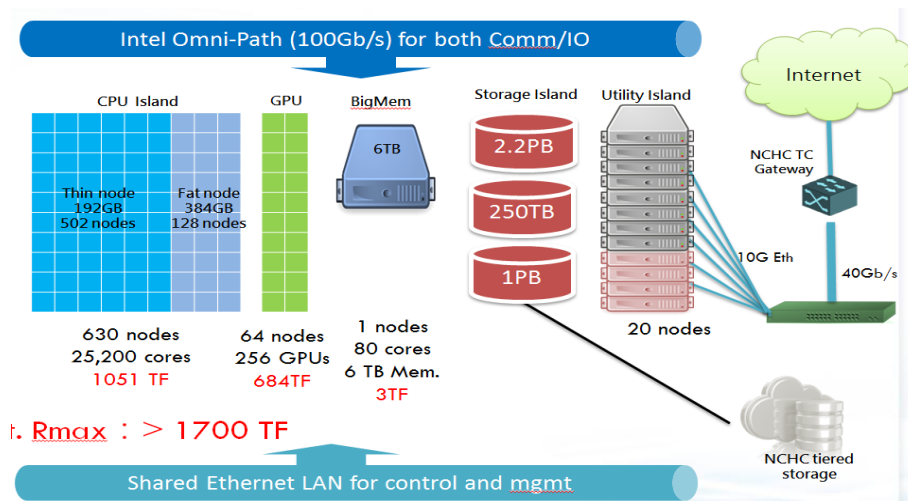 Intel Omni-Path (100Gb/s) for both Comm/IO
CPU Island
GPU
BigMem
Storage Island
Utility Island
Internet
Thin node
192GB
502 nodes
Fat node
384GB
128 nodes
6TB
2.2PB
250TB
1PB
NCHC TC
Gateway
10G Eth
40Gb/s
630 nodes
25,200 cores
1051 TF
64 nodes
256 GPUs
684TF
1 nodes
80 cores
6 TB Mem.
3TF
20 nodes
t. Rmax : > 1700 TF
NCHC tiered
storage
Shared Ethernet LAN for control and mgmt